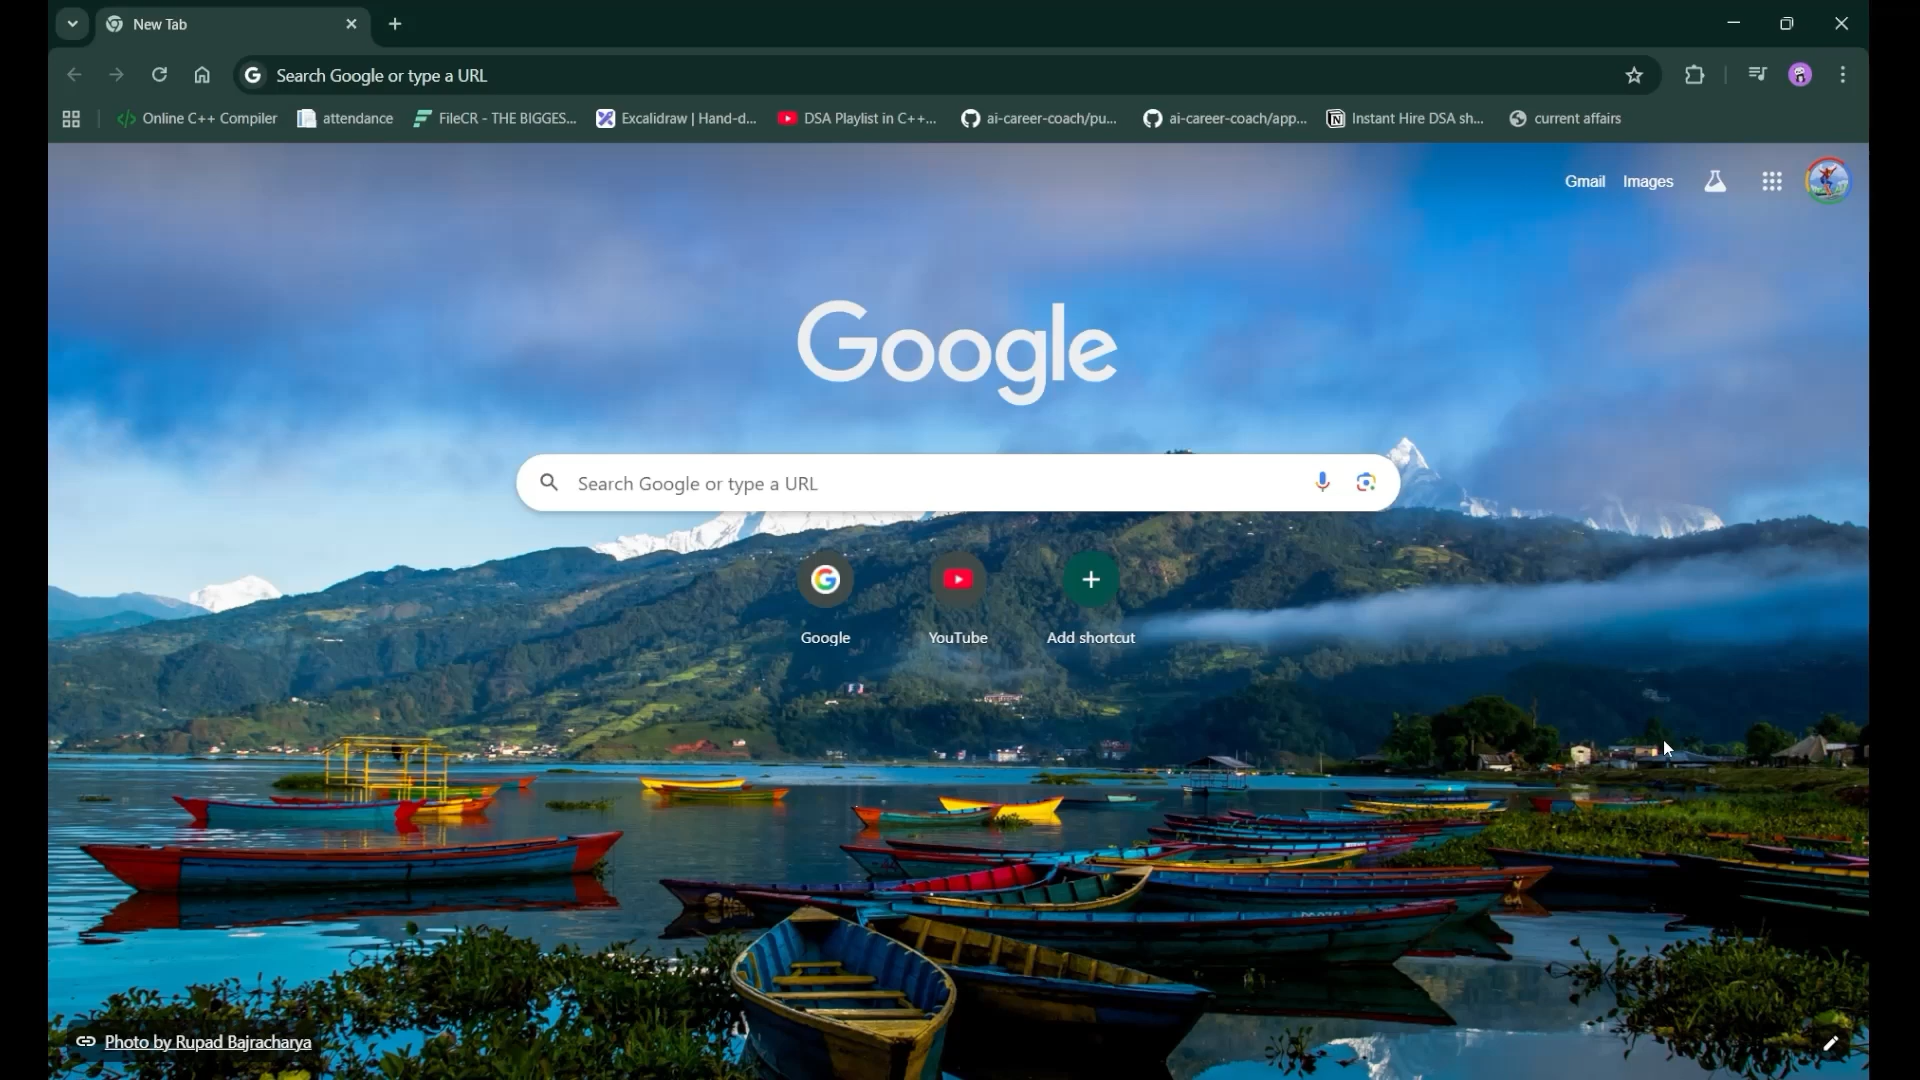 New Tab
Search Google or type a URL
Online C++ Compiler
attendance
FileCR - THE BIGGES...
Excalidraw | Hand-d...
DSA Playlist in C++...
ai-career-coach/pu...
ai-career-coach/app...
Instant Hire DSA sh...
current affairs
Gmail
Images
Google
Search Google or type a URL
Google
YouTube
Add shortcut
Photo by Rupad Bajracharya